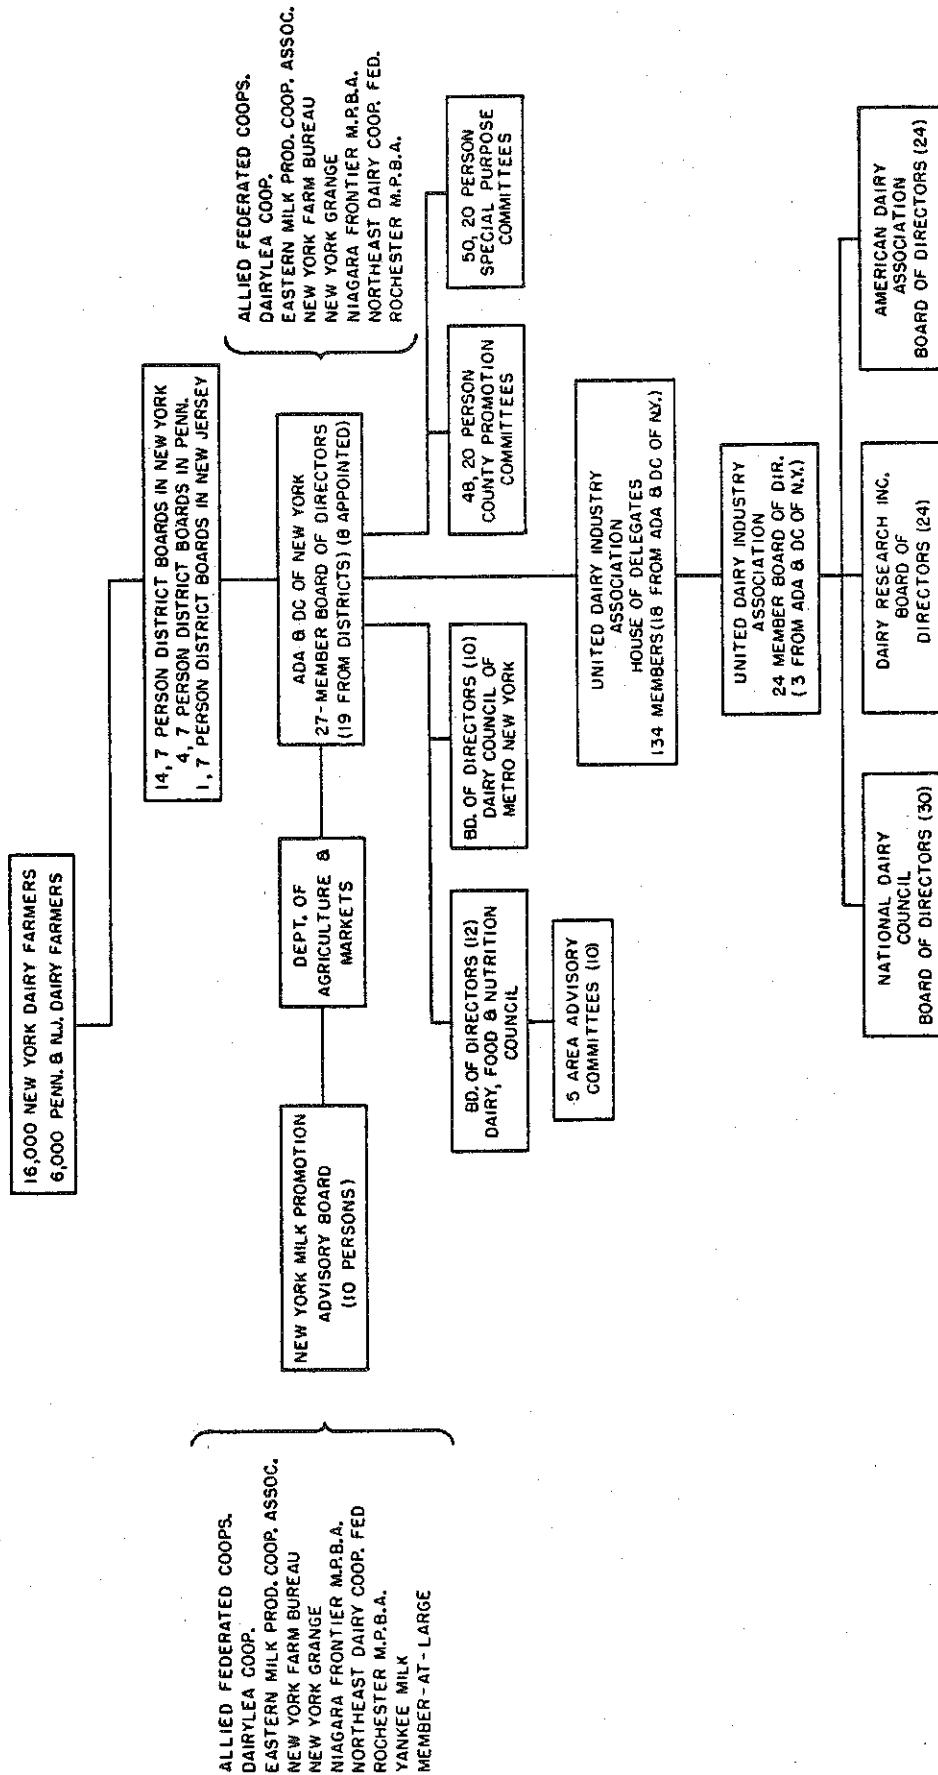 16,000 NEW YORK DAIRY FARMERS
6,000 PENN. & N.J. DAIRY FARMERS
14, 7 PERSON DISTRICT BOARDS IN NEW YORK
4, 7 PERSON DISTRICT BOARDS IN PENN.
1, 7 PERSON DISTRICT BOARDS IN NEW JERSEY
ALLIED FEDERATED COOPS.
DAIRYLEA COOP.
EASTERN MILK PROD. COOP. ASSOC.
NEW YORK FARM BUREAU
NEW YORK GRANGE
NIAGARA FRONTIER M.P.B.A.
NORTHEAST DAIRY COOP. FED
ROCHESTER M.P.B.A.
YANKEE MILK
MEMBER-AT-LARGE
NEW YORK MILK PROMOTION
ADVISORY BOARD
(10 PERSONS)
DEPT. OF
AGRICULTURE &
MARKETS
ADA & DC OF NEW YORK
27-MEMBER BOARD OF DIRECTORS
(19 FROM DISTRICTS) (8 APPOINTED)
ALLIED FEDERATED COOPS.
DAIRYLEA COOP.
EASTERN MILK PROD. COOP. ASSOC.
NEW YORK FARM BUREAU
NEW YORK GRANGE
NIAGARA FRONTIER M.P.B.A.
NORTHEAST DAIRY COOP. FED.
ROCHESTER M.P.B.A.
BD. OF DIRECTORS (12)
DAIRY, FOOD & NUTRITION
COUNCIL
BD. OF DIRECTORS (10)
DAIRY COUNCIL OF
METRO NEW YORK
48, 20 PERSON
COUNTY PROMOTION
COMMITTEES
50, 20 PERSON
SPECIAL PURPOSE
COMMITTEES
5 AREA ADVISORY
COMMITTEES (10)
UNITED DAIRY INDUSTRY
ASSOCIATION
HOUSE OF DELEGATES
134 MEMBERS (18 FROM ADA & DC OF N.Y.)
UNITED DAIRY INDUSTRY
ASSOCIATION
24 MEMBER BOARD OF DIR.
(3 FROM ADA & DC OF N.Y.)
NATIONAL DAIRY
COUNCIL
BOARD OF DIRECTORS (30)
DAIRY RESEARCH INC.
BOARD OF
DIRECTORS (24)
AMERICAN DAIRY
ASSOCIATION
BOARD OF DIRECTORS (24)